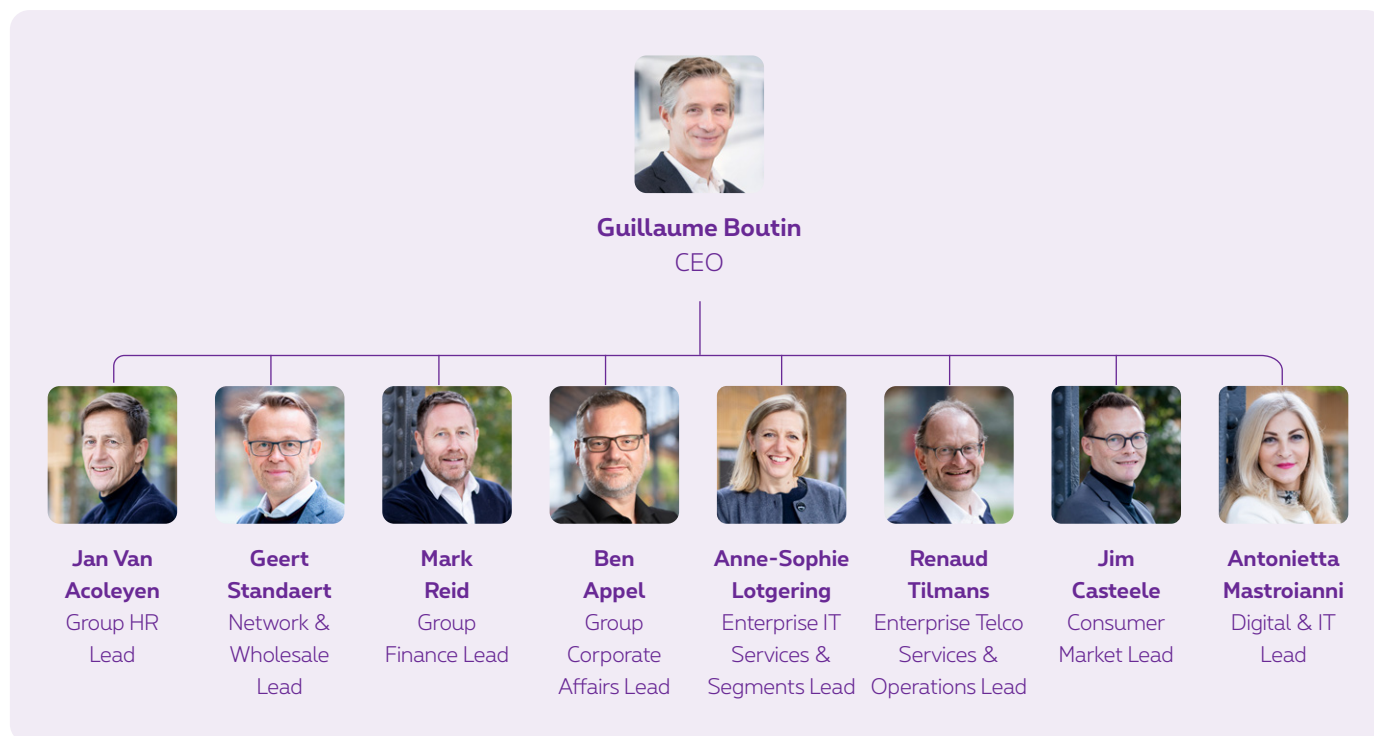 Guillaume Boutin
CEO
Jan Van
Acoleyen
Group HR
Lead
Geert
Standaert
Network &
Wholesale
Lead
Mark
Reid
Group
Finance Lead
Ben
Appel
Group
Corporate
Affairs Lead
Anne-Sophie
Lotgering
Enterprise IT
Services &
Segments Lead
Renaud
Tilmans
Enterprise Telco
Services &
Operations Lead
Jim
Casteele
Consumer
Market Lead
Antonietta
Mastroianni
Digital & IT
Lead